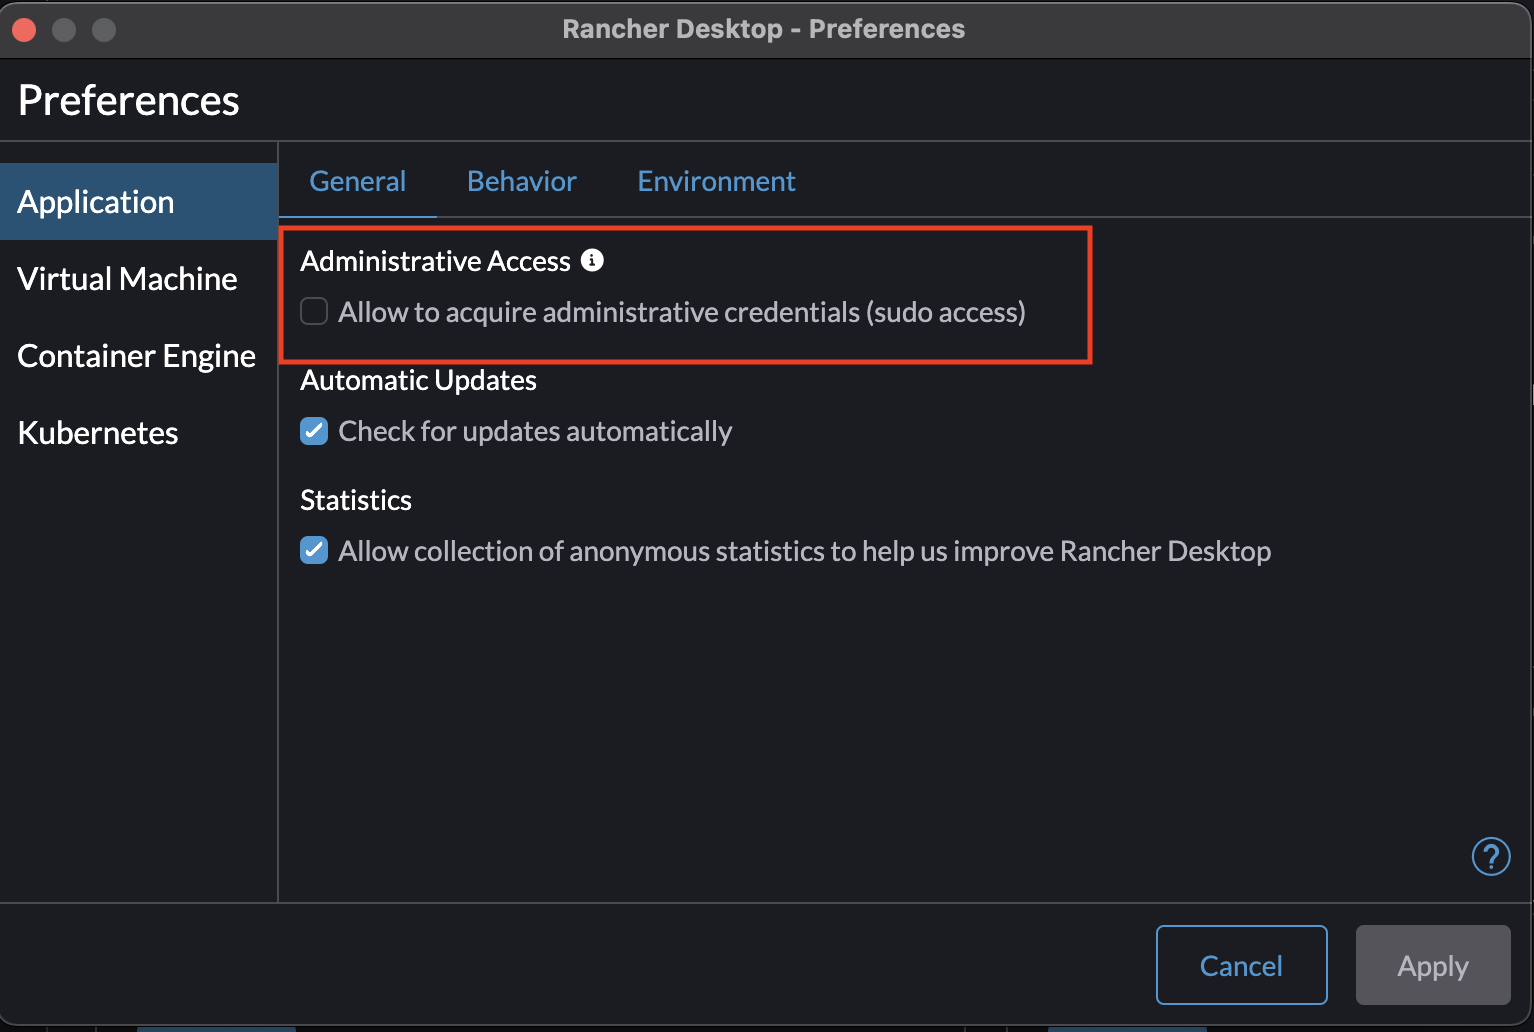 Rancher Desktop - Preferences
Preferences
Application
Virtual Machine
Container Engine
Kubernetes
General Behavior Environment
Administrative Access
Allow to acquire administrative credentials (sudo access)
Automatic Updates
Check for updates automatically
Statistics
Allow collection of anonymous statistics to help us improve Rancher Desktop
?
Cancel Apply